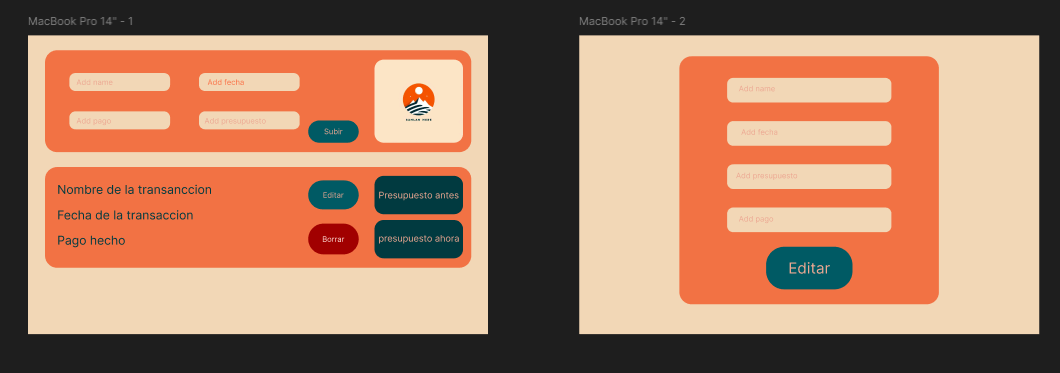 MacBook Pro 14" - 1
Add name
Add fecha
Add pago
Add presupuesto
Subir
Nombre de la transanccion
Fecha de la transaccion
Pago hecho
Editar
Borrar
Presupuesto antes
presupuesto ahora
MacBook Pro 14" - 2
Add name
Add fecha
Add presupuesto
Add pago
Editar